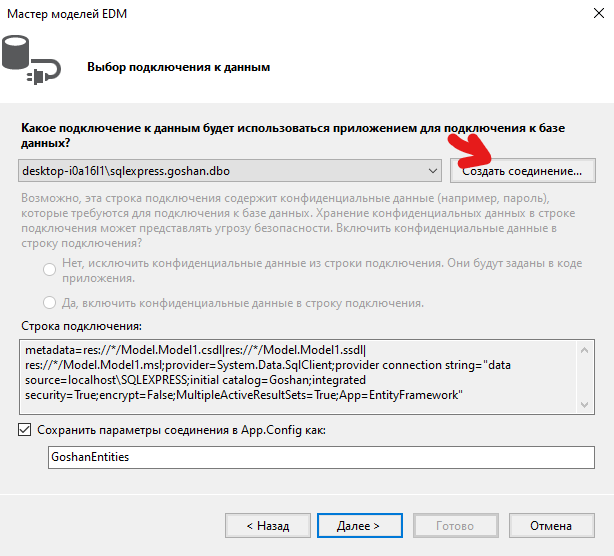 Мастер моделей EDM
Выбор подключения к данным
Какое подключение к данным будет использоваться приложением для подключения к базе
данных?
desktop-i0a16l1\sqlexpress.goshan.dbo
Создать соединение...
Возможно, эта строка подключения содержит конфиденциальные данные (например, пароль),
которые требуются для подключения к базе данных. Хранение конфиденциальных данных в строке
подключения может представлять угрозу безопасности. Включить конфиденциальные данные в
строку подключения?
Нет, исключить конфиденциальные данные из строки подключения. Они будут заданы в коде
приложения.
Да, включить конфиденциальные данные в строку подключения.
Строка подключения:
metadata=res://*/Model.Model1.csdl|res://*/Model.Model1.ssdl|
res://*/Model.Model1.msl;provider=System.Data.SqlClient;provider connection string="data
source=localhost\SQLEXPRESS;initial catalog=Goshan;integrated
security=True;encrypt=False;MultipleActiveResultSets=True;App=EntityFramework"
Сохранить параметры соединения в App.Config как:
GoshanEntities
< Назад
Далее >
Готово
Отмена